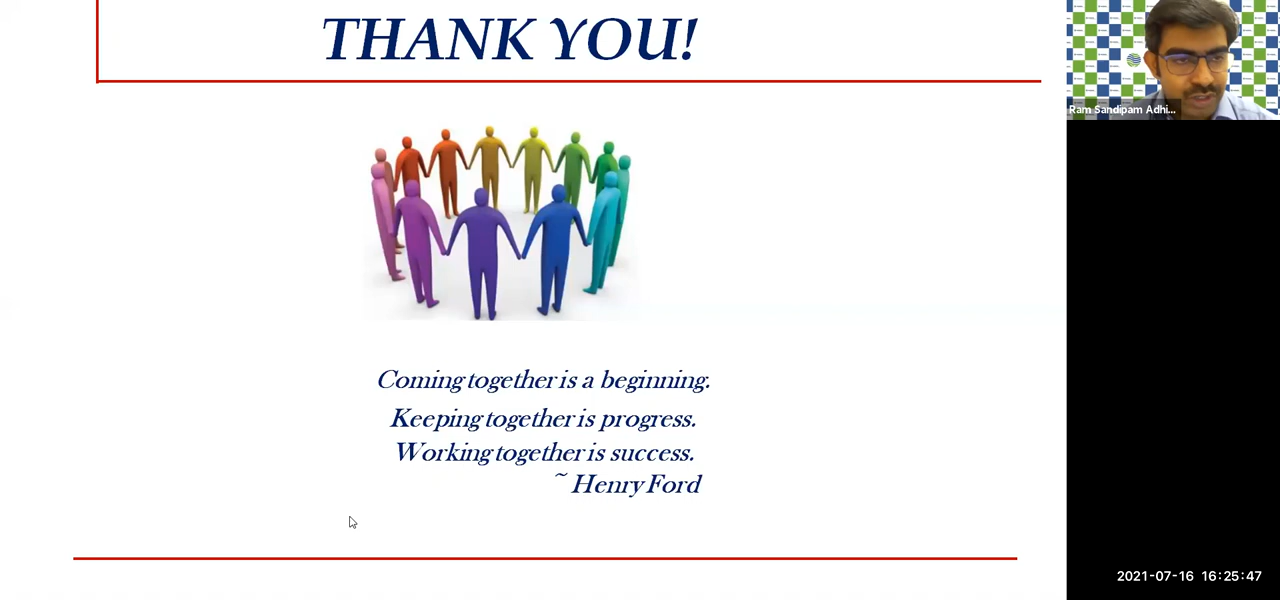 THANK YOU!
Ram Sandipam Adhi...
Coming together is a beginning.
Keeping together is progress.
Working together is success.
~ Henry Ford
2021-07-16 16:25:47